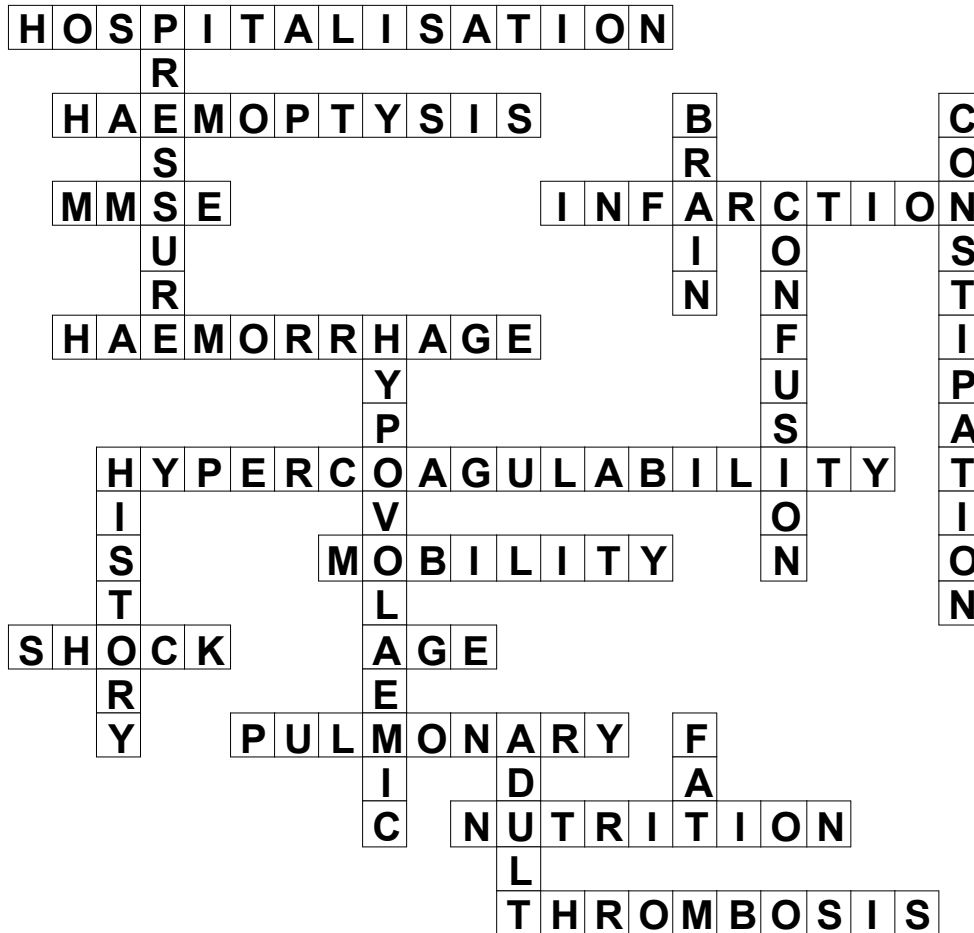 HOSPITALISATION
PRESSURE
HAEMOPTYSIS
BRAIN
CONSTIPATION
MMSE
INFARCTION
CONFUSION
HAEMORRHAGE
HYPOVOLAEMIC
HYPERCOAGULABILITY
HISTORY
MOBILITY
SHOCK
AGE
PULMONARY
ADULT
FAT
NUTRITION
THROMBOSIS